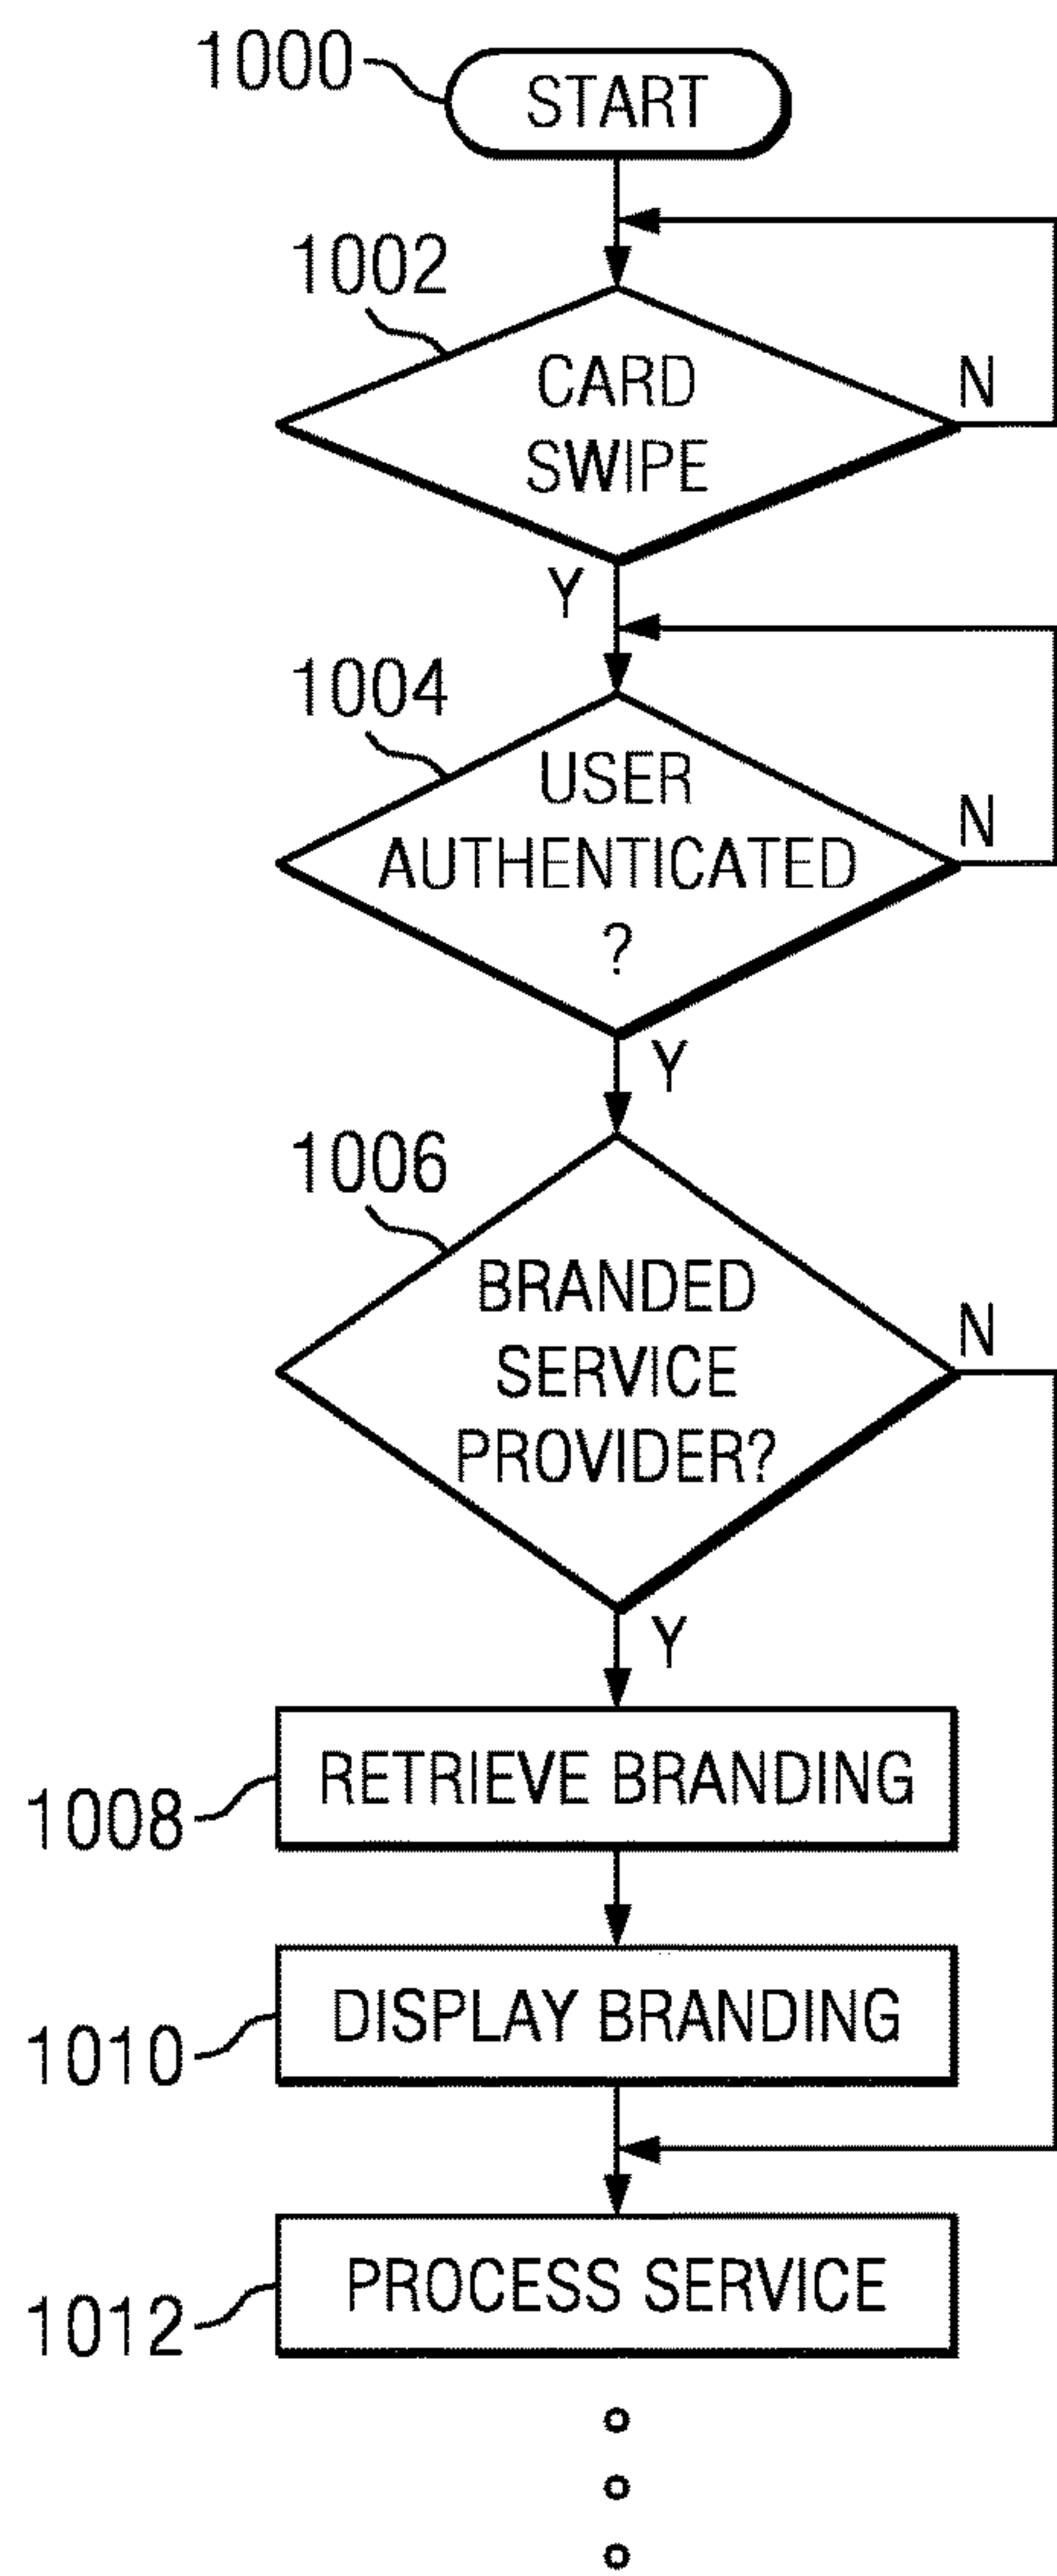 1000
START
1002
CARD
SWIPE
N
Y
1004
USER
AUTHENTICATED
?
N
Y
1006
BRANDED
SERVICE
PROVIDER?
N
Y
RETRIEVE BRANDING
1008
DISPLAY BRANDING
1010
PROCESS SERVICE
1012